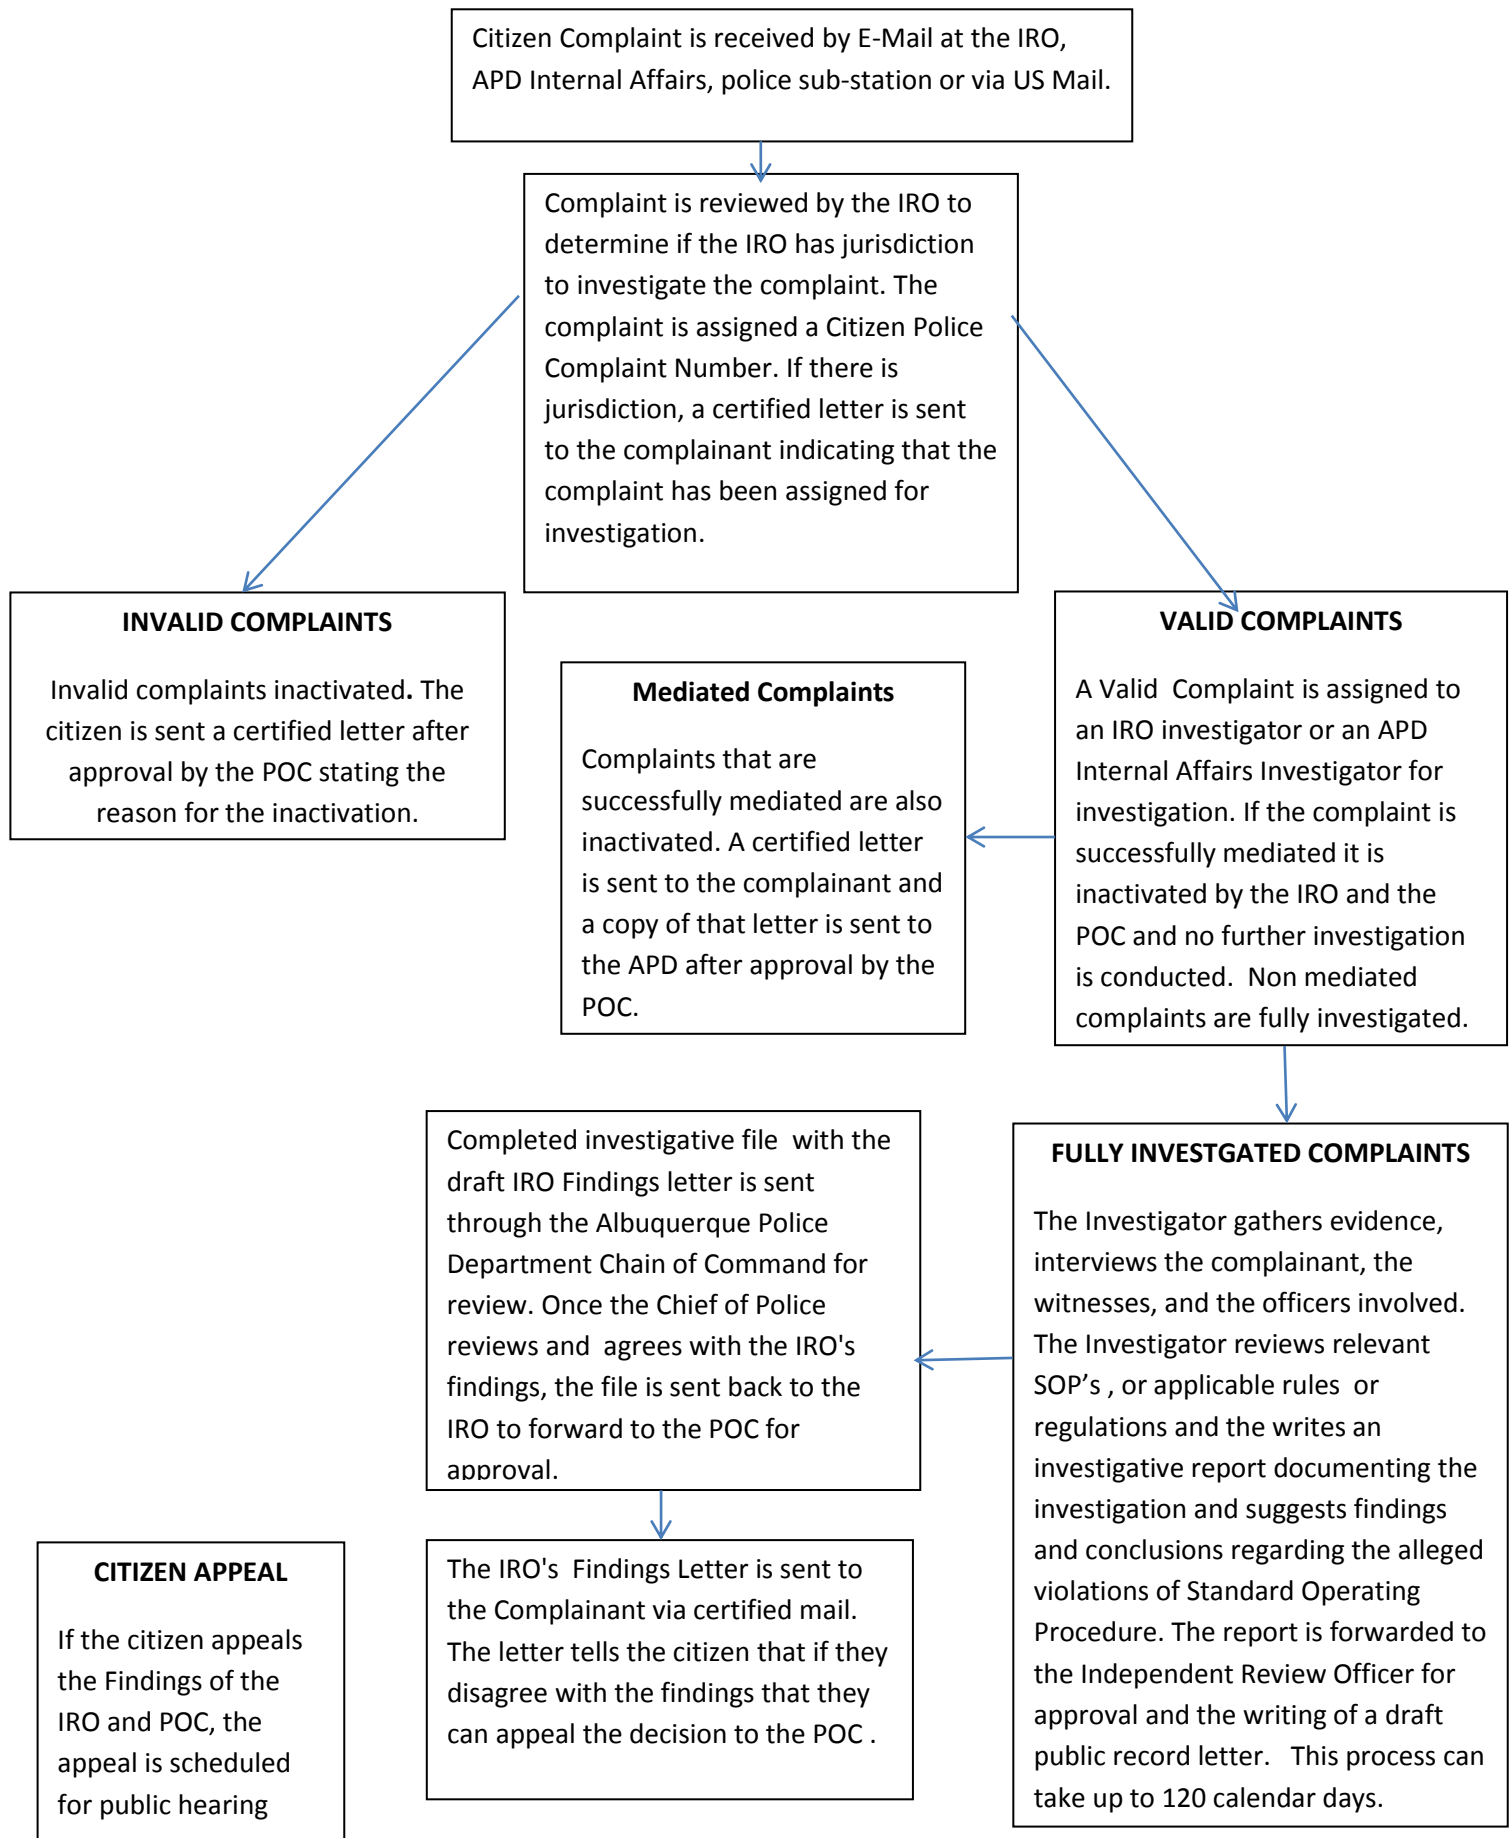 Citizen Complaint is received by E-Mail at the IRO,
APD Internal Affairs, police sub-station or via US Mail.
Complaint is reviewed by the IRO to
determine if the IRO has jurisdiction
to investigate the complaint. The
complaint is assigned a Citizen Police
Complaint Number. If there is
jurisdiction, a certified letter is sent
to the complainant indicating that the
complaint has been assigned for
investigation.
INVALID COMPLAINTS
Invalid complaints inactivated. The
citizen is sent a certified letter after
approval by the POC stating the
reason for the inactivation.
Mediated Complaints
Complaints that are
successfully mediated are also
inactivated. A certified letter
is sent to the complainant and
a copy of that letter is sent to
the APD after approval by the
POC.
VALID COMPLAINTS
A Valid  Complaint is assigned to
an IRO investigator or an APD
Internal Affairs Investigator for
investigation. If the complaint is
successfully mediated it is
inactivated by the IRO and the
POC and no further investigation
is conducted.  Non mediated
complaints are fully investigated.
Completed investigative file  with the
draft IRO Findings letter is sent
through the Albuquerque Police
Department Chain of Command for
review. Once the Chief of Police
reviews and  agrees with the IRO's
findings, the file is sent back to the
IRO to forward to the POC for
approval.
FULLY INVESTGATED COMPLAINTS
The Investigator gathers evidence,
interviews the complainant, the
witnesses, and the officers involved.
The Investigator reviews relevant
SOP’s , or applicable rules  or
regulations and the writes an
investigative report documenting the
investigation and suggests findings
and conclusions regarding the alleged
violations of Standard Operating
Procedure. The report is forwarded to
the Independent Review Officer for
approval and the writing of a draft
public record letter.   This process can
take up to 120 calendar days.
CITIZEN APPEAL
If the citizen appeals
the Findings of the
IRO and POC, the
appeal is scheduled
for public hearing
The IRO's  Findings Letter is sent to
the Complainant via certified mail.
The letter tells the citizen that if they
disagree with the findings that they
can appeal the decision to the POC .